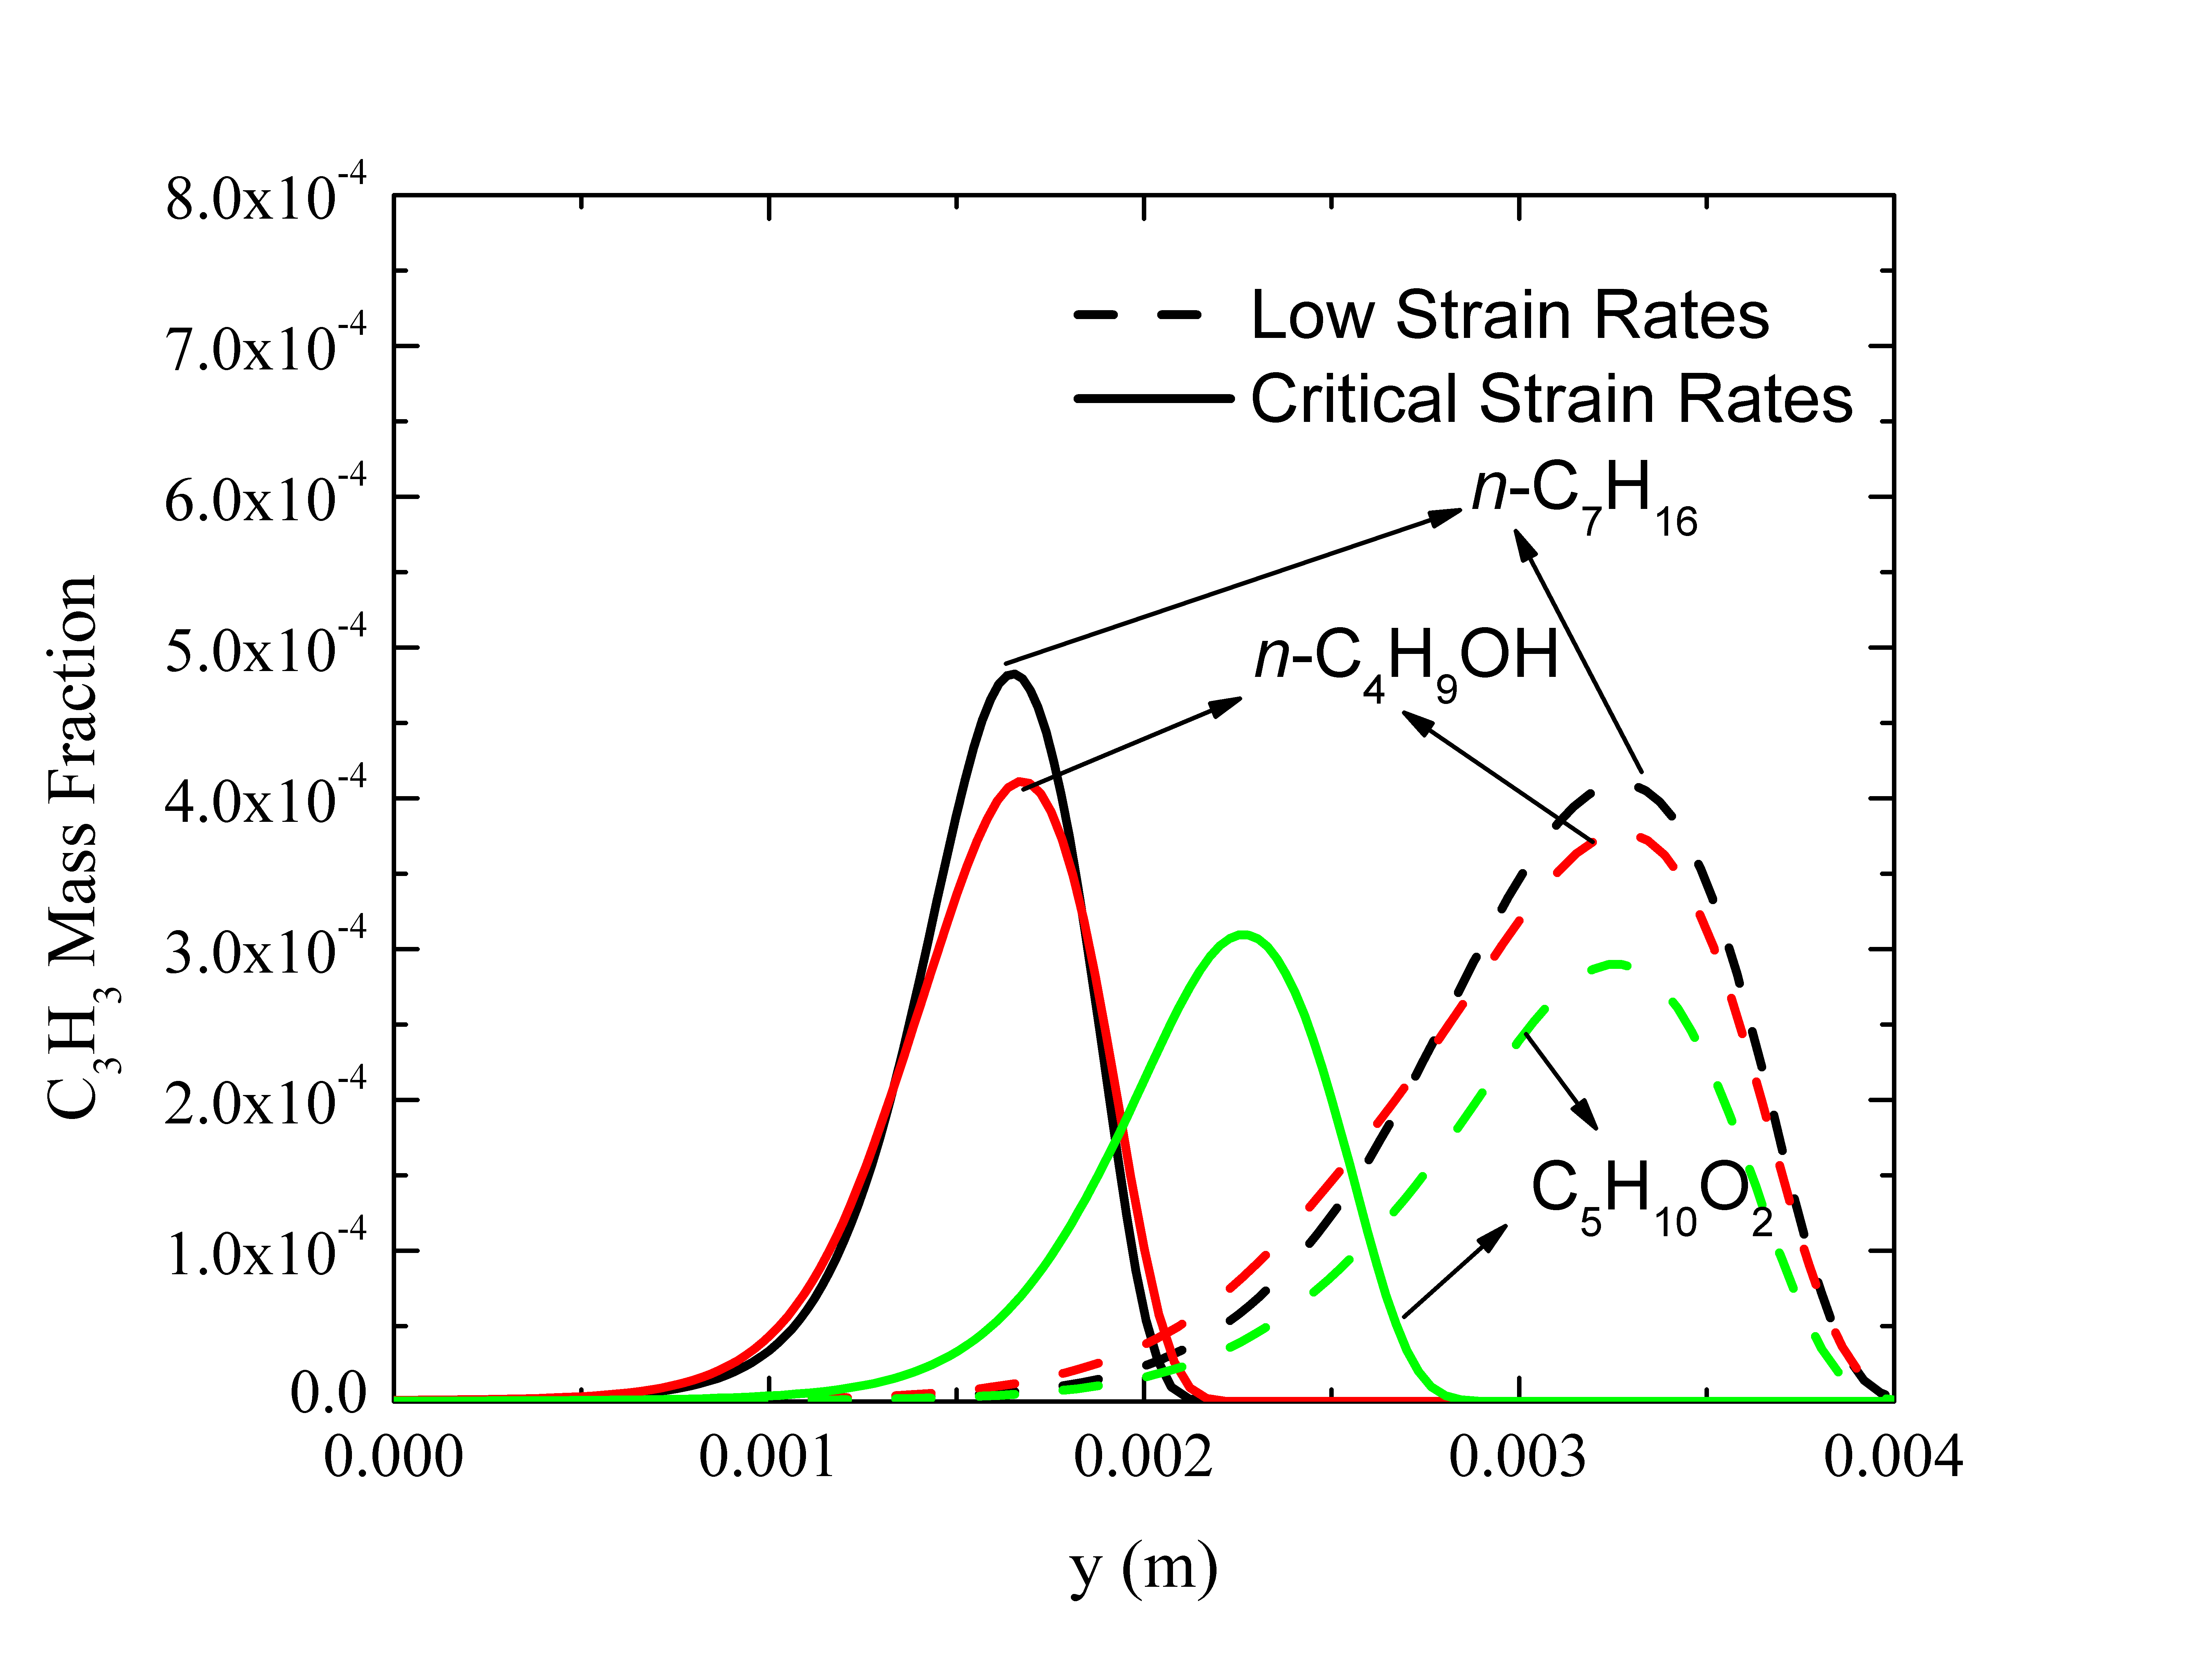 8.0x10⁻⁴
7.0x10⁻⁴
6.0x10⁻⁴
5.0x10⁻⁴
4.0x10⁻⁴
3.0x10⁻⁴
2.0x10⁻⁴
1.0x10⁻⁴
0.0
C₃H₃ Mass Fraction
Low Strain Rates
Critical Strain Rates
n-C₇H₁₆
n-C₄H₉OH
C₅H₁₀O₂
0.000 0.001 0.002 0.003 0.004
y (m)